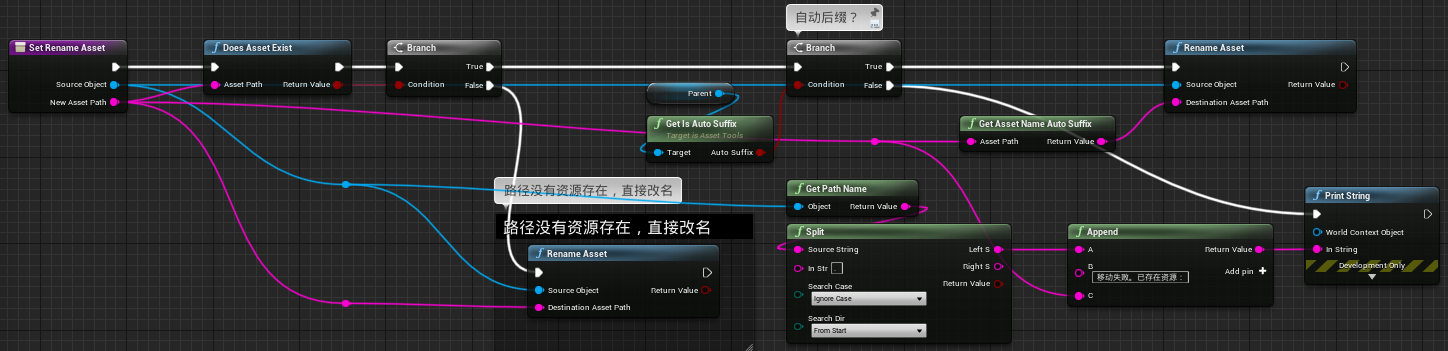 自动后缀？
Set Rename Asset
Source Object
New Asset Path
Does Asset Exist
Asset Path
Return Value
Branch
Condition
True
False
Parent
Get Is Auto Suffix
Target is Asset Tools
Target
Auto Suffix
Branch
Condition
True
False
Get Asset Name Auto Suffix
Asset Path
Return Value
Rename Asset
Source Object
Destination Asset Path
Return Value
路径没有资源存在，直接改名
路径没有资源存在，直接改名
Rename Asset
Source Object
Destination Asset Path
Return Value
Get Path Name
Object
Return Value
Split
Source String
In Str
.
Search Case
Ignore Case
Search Dir
From Start
Left S
Right S
Return Value
Append
A
B
移动失败。已存在资源：
C
Return Value
Add pin +
Print String
World Context Object
In String
Development Only